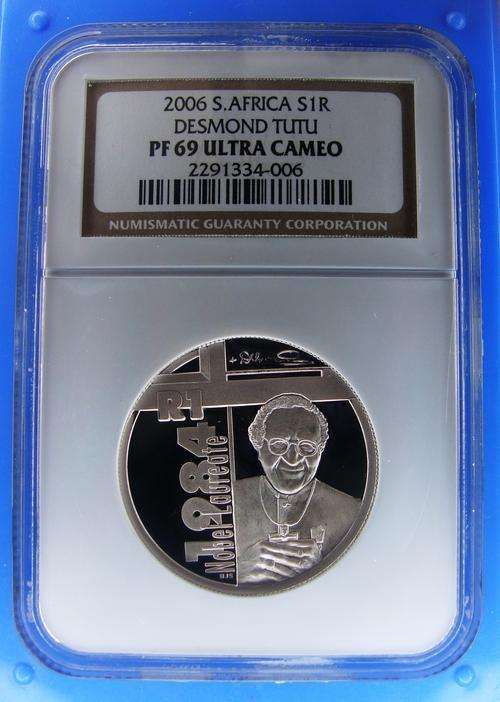 2006 S.AFRICA S1R
DESMOND TUTU
PF 69 ULTRA CAMEO
2291334-006
NUMISMATIC GUARANTY CORPORATION
R1
1984
Nobel Laureate